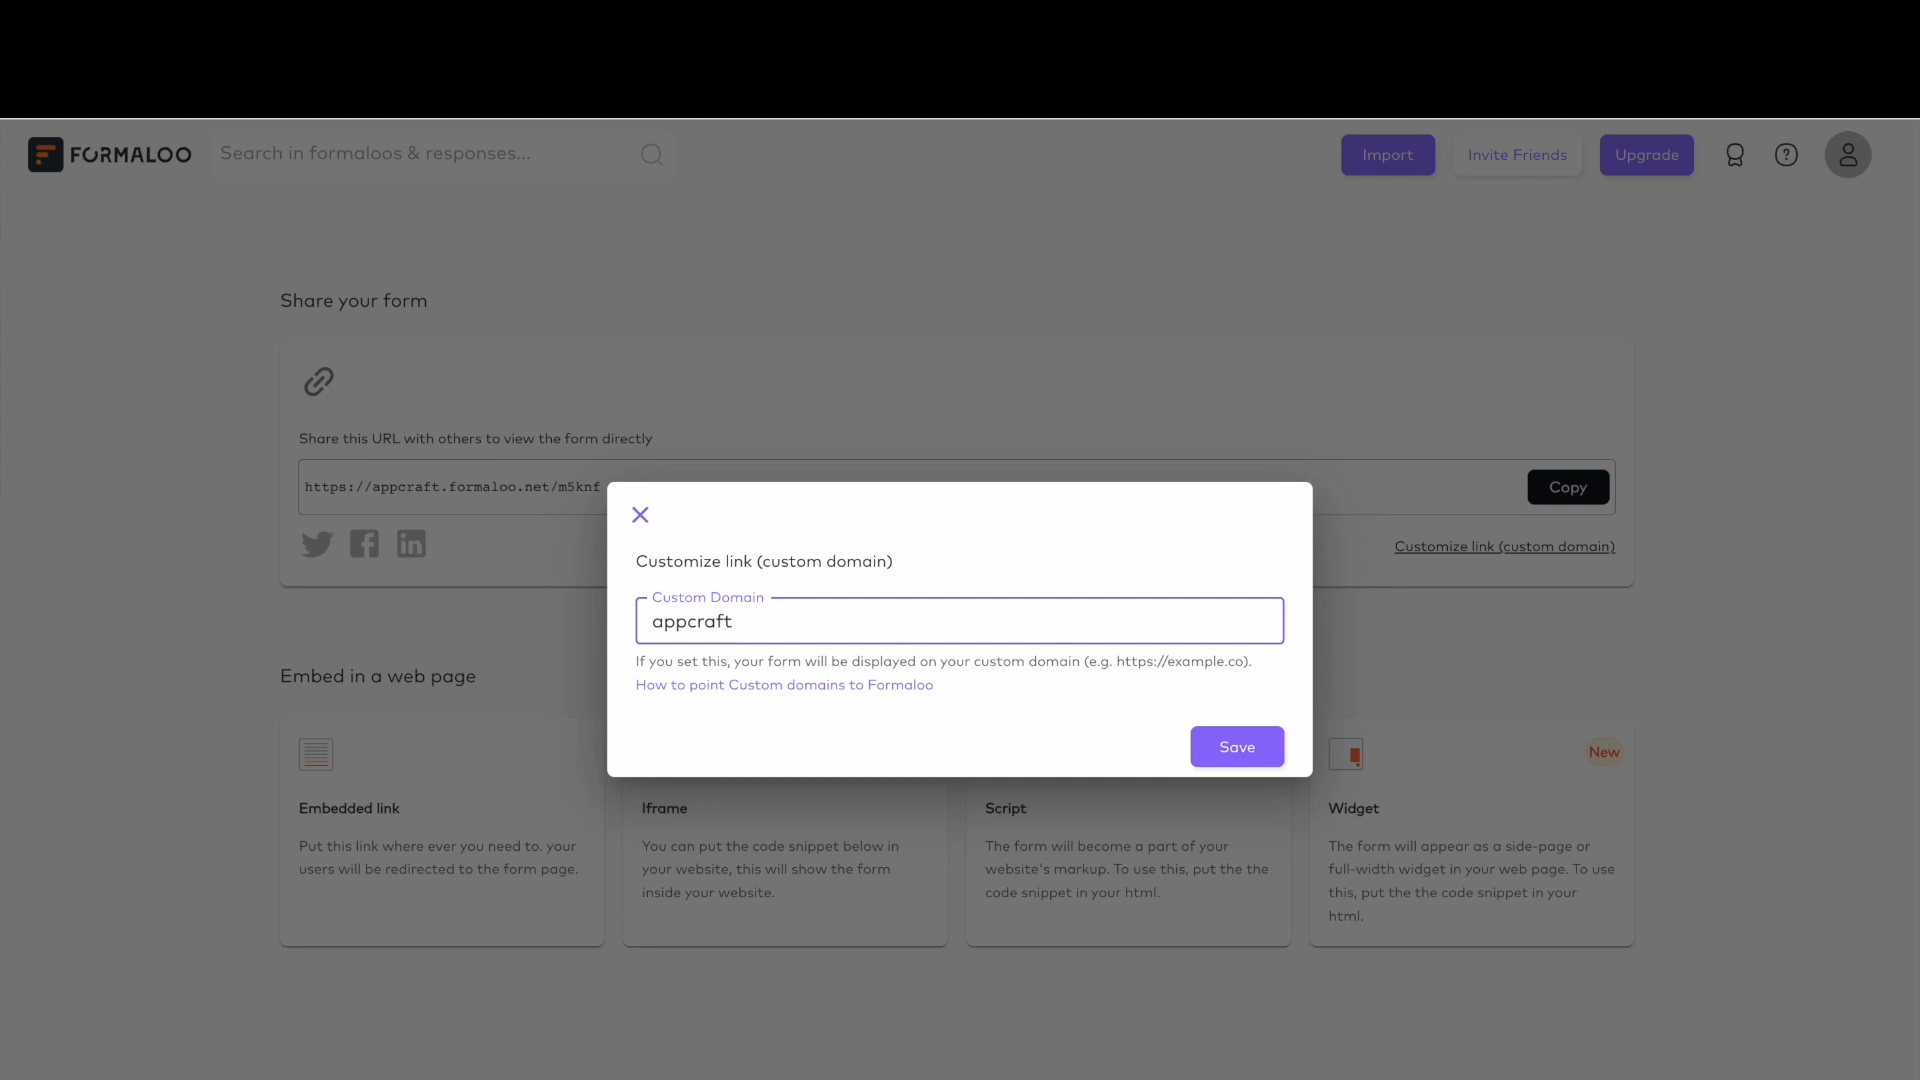 FORMALOO
Search in formaloos & responses...
Import
Invite Friends
Upgrade
Share your form
Share this URL with others to view the form directly
https://appcraft.formaloo.net/m5knf
Copy
Customize link (custom domain)
Customize link (custom domain)
Custom Domain
appcraft
If you set this, your form will be displayed on your custom domain (e.g. https://example.co).
How to point Custom domains to Formaloo
Save
Embed in a web page
Embedded link
Put this link where ever you need to. your
users will be redirected to the form page.
Iframe
You can put the code snippet below in
your website, this will show the form
inside your website.
Script
The form will become a part of your
website's markup. To use this, put the the
code snippet in your html.
New
Widget
The form will appear as a side-page or
full-width widget in your web page. To use
this, put the the code snippet in your
html.